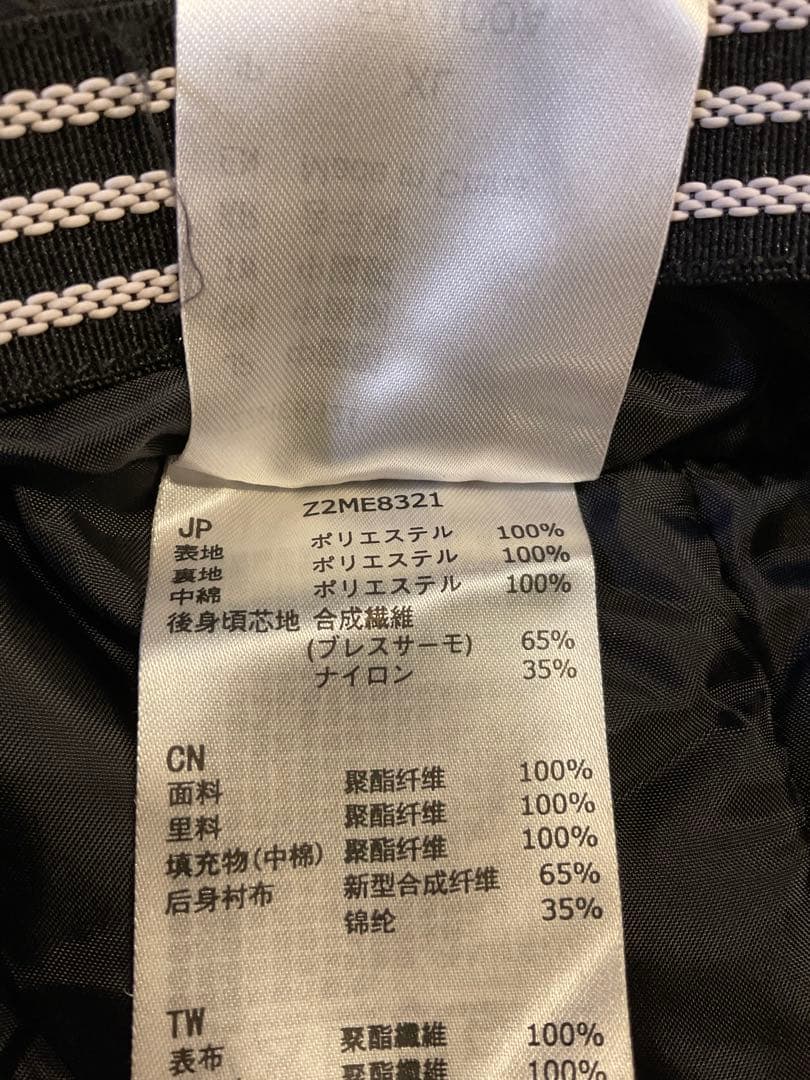 Z2ME8321
JP
表地 ポリエステル 100%
裏地 ポリエステル 100%
中綿 ポリエステル 100%
後身頃芯地 合成繊維
(ブレスサーモ) 65%
ナイロン 35%
CN
面料 聚酯纤维 100%
里料 聚酯纤维 100%
填充物(中棉) 聚酯纤维 100%
后身衬布 新型合成纤维 65%
锦纶 35%
TW
表布 聚酯纖維 100%
聚酯纖維 100%